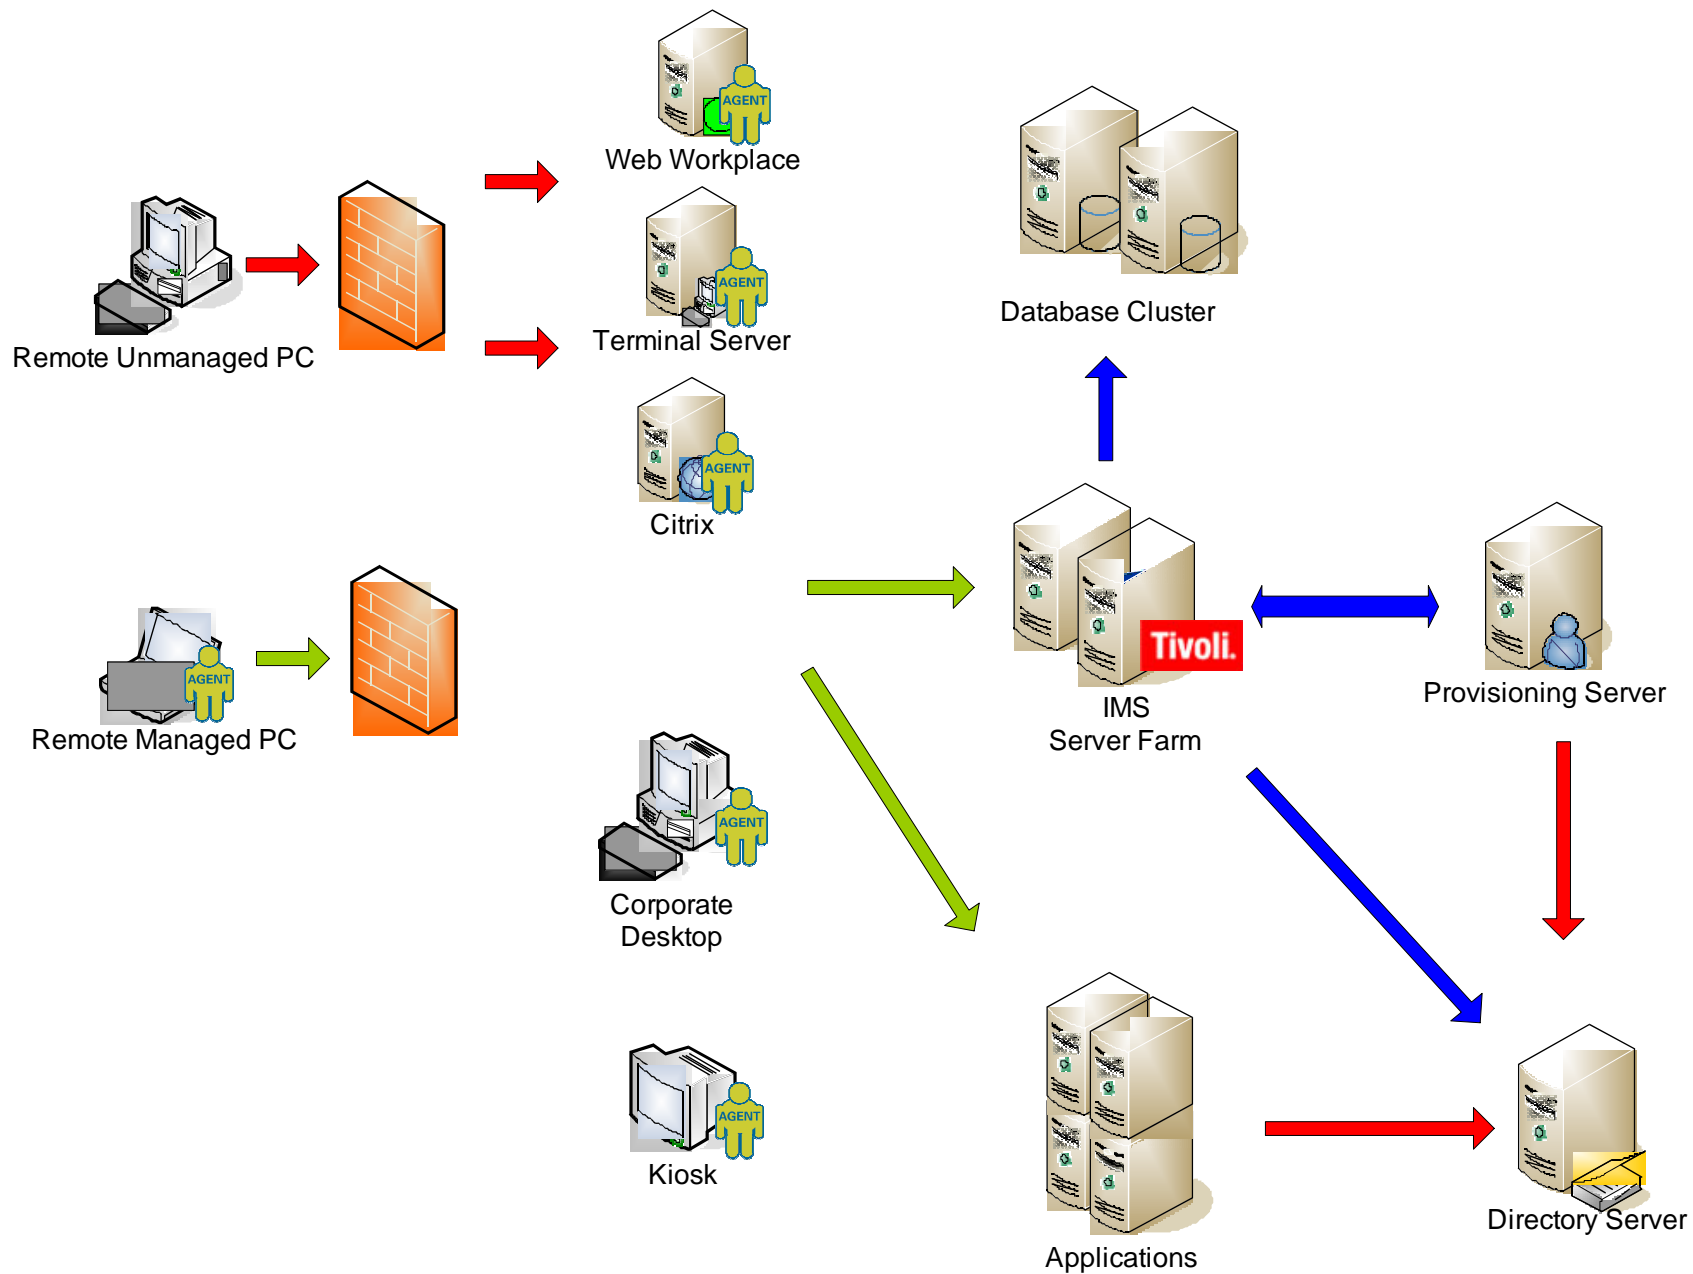 AGENT
Web Workplace
AGENT
Terminal Server
Remote Unmanaged PC
Database Cluster
AGENT
Citrix
AGENT
Remote Managed PC
Tivoli.
IMS
Server Farm
Provisioning Server
AGENT
Corporate
Desktop
AGENT
Kiosk
Applications
Directory Server